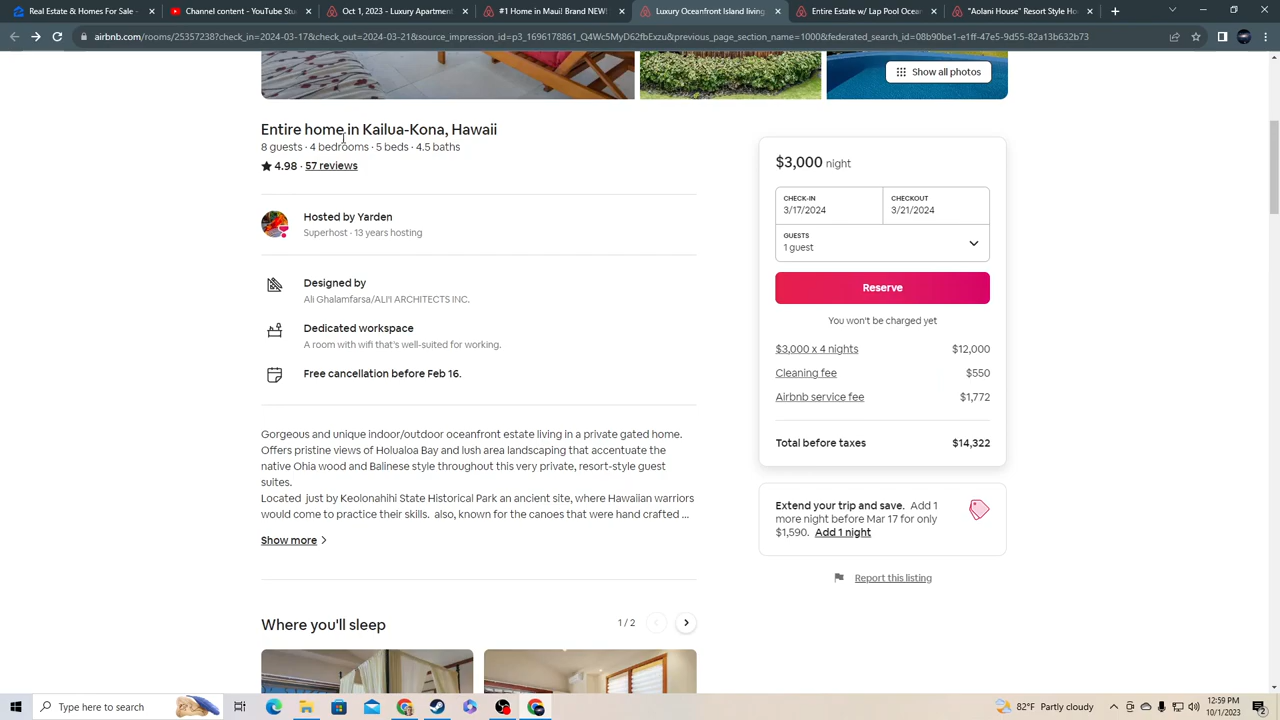 Real Estate & Homes For Sale -
Channel content - YouTube Stu
Oct 1, 2023 - Luxury Apartment
#1 Home in Maui! Brand NEW!
Luxury Oceanfront Island living
Entire Home w/ Lap Pool Ocea
"Aolani House" Resort Style Ho
airbnb.com/rooms/25357238?check_in=2024-03-17&check_out=2024-03-21&source_impression_id=p3_1696178861_Q4Wc5MyD62fbExzu&previous_page_section_name=1000&federated_search_id=08b90be1-e1ff-47e5-9d55-82a13b632b73
Show all photos
Entire home in Kailua-Kona, Hawaii
8 guests · 4 bedrooms · 5 beds · 4.5 baths
4.98 · 57 reviews
Hosted by Yarden
Superhost · 13 years hosting
Designed by
Ali Ghalamfarsa/ALI'I ARCHITECTS INC.
Dedicated workspace
A room with wifi that's well-suited for working.
Free cancellation before Feb 16.
Gorgeous and unique indoor/outdoor oceanfront estate living in a private gated home.
Offers pristine views of Holualoa Bay and lush area landscaping that accentuate the
native Ohia wood and Balinese style throughout this very private, resort-style guest
suites.
Located just by Keolonahihi State Historical Park an ancient site, where Hawaiian warriors
would come to practice their skills. also, known for the canoes that were hand crafted ...
Show more
Where you'll sleep
1 / 2
$3,000 night
CHECK-IN
3/17/2024
CHECKOUT
3/21/2024
GUESTS
1 guest
Reserve
You won't be charged yet
$3,000 x 4 nights $12,000
Cleaning fee $550
Airbnb service fee $1,772
Total before taxes $14,322
Extend your trip and save. Add 1
more night before Mar 17 for only
$1,590. Add 1 night
Report this listing
Type here to search
82°F Partly cloudy
12:59 PM
10/1/2023
2